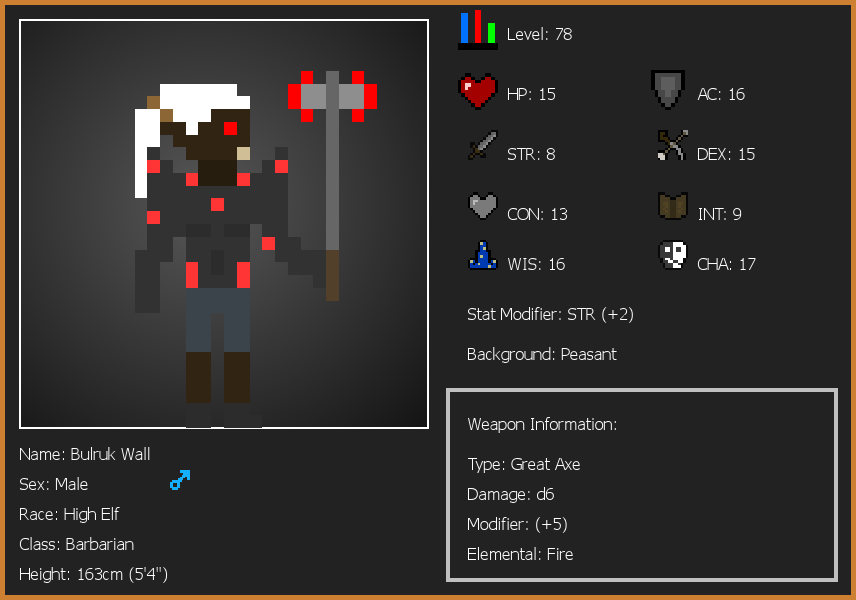 Level: 78
HP: 15
AC: 16
STR: 8
DEX: 15
CON: 13
INT: 9
WIS: 16
CHA: 17
Stat Modifier: STR (+2)
Background: Peasant
Weapon Information:
Type: Great Axe
Damage: d6
Modifier: (+5)
Elemental: Fire
Name: Bulruk Wall
Sex: Male
Race: High Elf
Class: Barbarian
Height: 163cm (5'4")